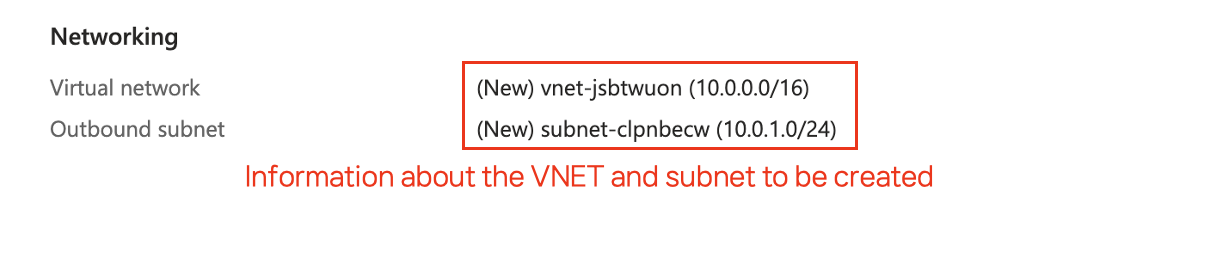 Networking
Virtual network (New) vnet-jsbtwuon (10.0.0.0/16)
Outbound subnet (New) subnet-clpnbecw (10.0.1.0/24)
Information about the VNET and subnet to be created